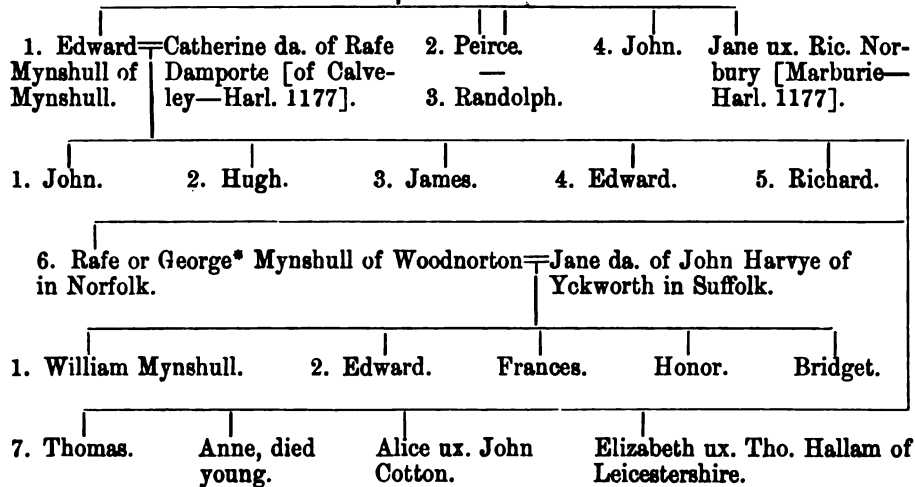 1. Edward=Catherine da. of Rafe 2. Peirce. 4. John. Jane ux. Ric. Nor-
Mynshull of Damporte [of Calve- — bury [Marburie—
Mynshull. ley—Harl. 1177]. 3. Randolph. Harl. 1177].
1. John. 2. Hugh. 3. James. 4. Edward. 5. Richard.
6. Rafe or George* Mynshull of Woodnorton=Jane da. of John Harvye of
in Norfolk. Yckworth in Suffolk.
1. William Mynshull. 2. Edward. Frances. Honor. Bridget.
7. Thomas. Anne, died Alice ux. John Elizabeth ux. Tho. Hallam of
young. Cotton. Leicestershire.